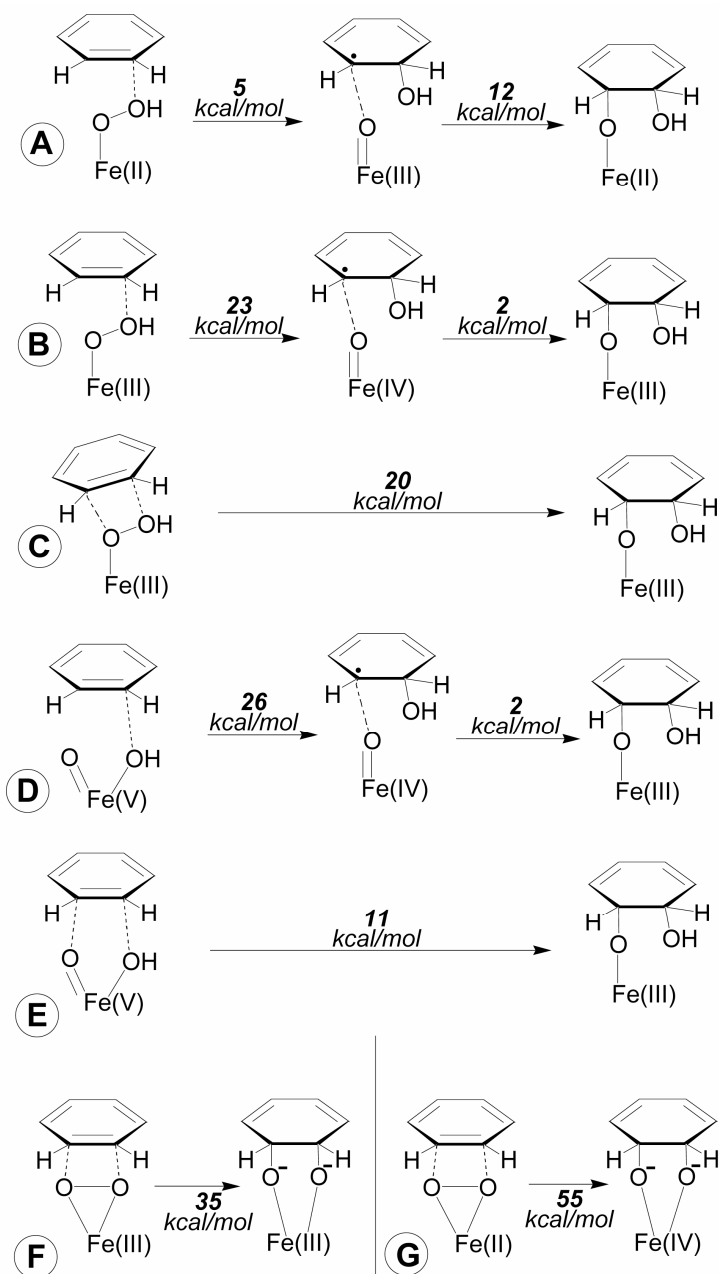 H H
OH
O
Fe(II)
A
5
kcal/mol
H H
OH
O
Fe(III)
12
kcal/mol
H H
O OH
Fe(II)
H H
OH
O
Fe(III)
B
23
kcal/mol
H H
OH
O
Fe(IV)
2
kcal/mol
H H
O OH
Fe(III)
H
H
OH
O
Fe(III)
C
20
kcal/mol
H H
OH
O
Fe(III)
H H
O OH
Fe(V)
D
26
kcal/mol
H H
OH
O
Fe(IV)
2
kcal/mol
H H
O OH
Fe(III)
H H
O OH
Fe(V)
E
11
kcal/mol
H H
O OH
Fe(III)
H H
O O
Fe(III)
F
35
kcal/mol
H H
O- O-
Fe(III)
H H
O O
Fe(II)
G
55
kcal/mol
H H
O- O-
Fe(IV)